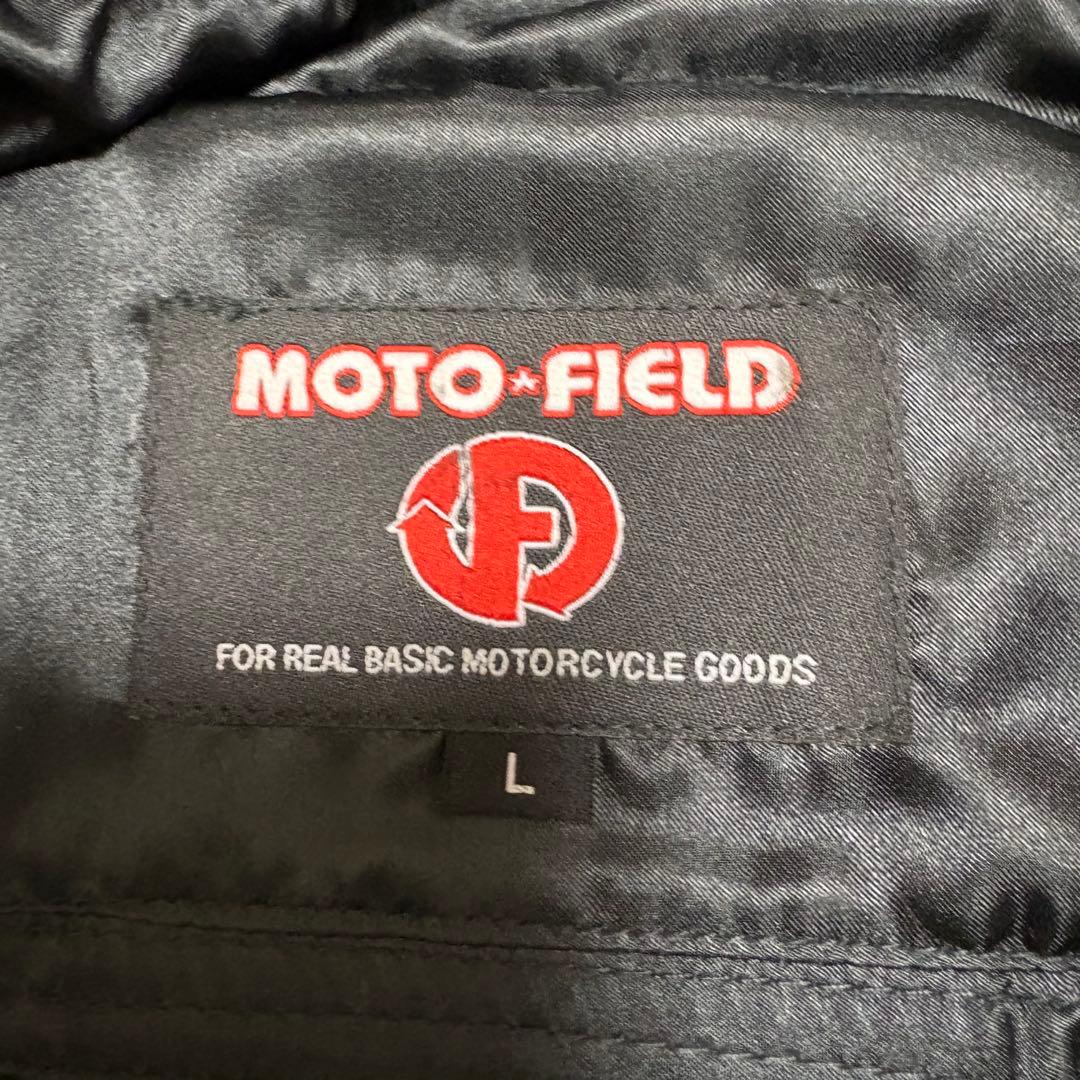 MOTO★FIELD
FOR REAL BASIC MOTORCYCLE GOODS
L